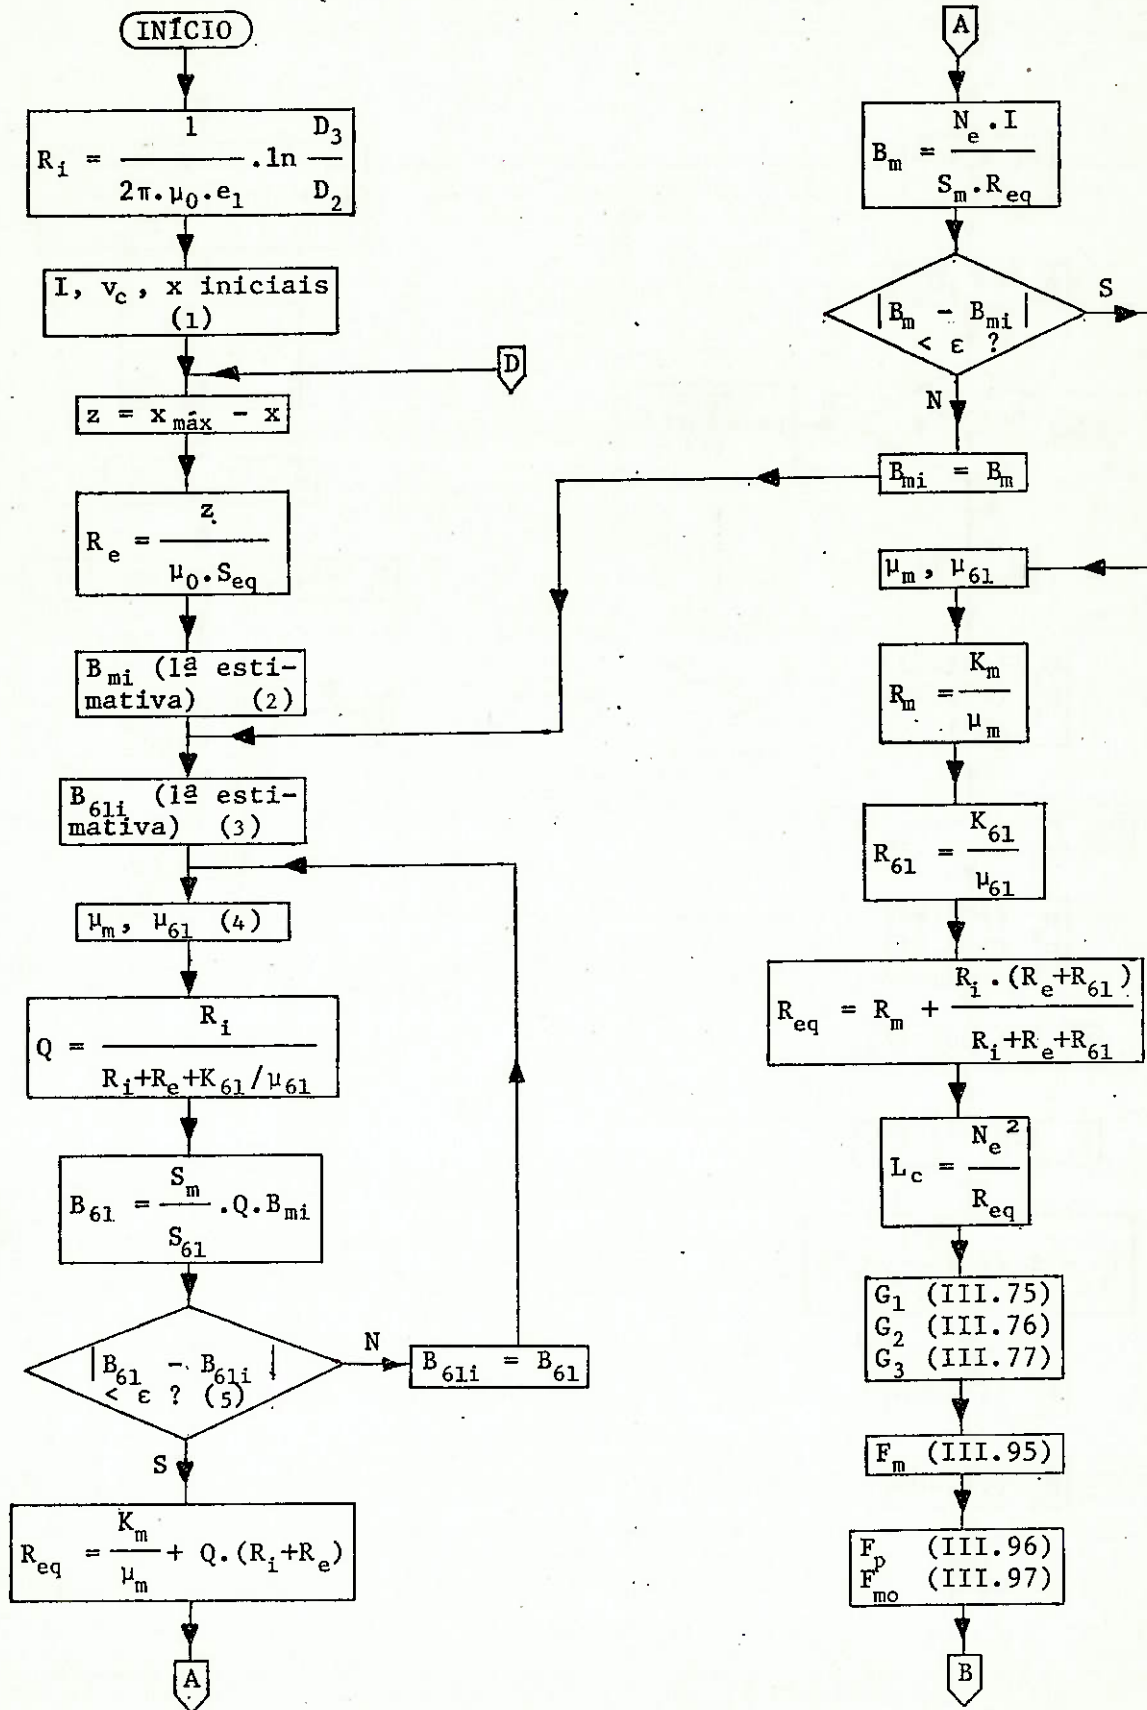 INÍCIO
R_i = 1 / (2π.μ_0.e_1) .ln D_3 / D_2
I, v_c, x iniciais
(1)
D
z = x_máx - x
R_e = z / (μ_0.S_eq)
B_mi (1ª esti-
mativa) (2)
B_61i (1ª esti-
mativa) (3)
μ_m, μ_61 (4)
Q = R_i / (R_i+R_e+K_61/μ_61)
B_61 = S_m / S_61 .Q.B_mi
|B_61 - B_61i|
< ε ? (5)
N
B_61i = B_61
S
R_eq = K_m / μ_m + Q.(R_i+R_e)
A
A
B_m = N_e.I / (S_m.R_eq)
|B_m - B_mi|
< ε ?
S
N
B_mi = B_m
μ_m, μ_61
R_m = K_m / μ_m
R_61 = K_61 / μ_61
R_eq = R_m + R_i.(R_e+R_61) / (R_i+R_e+R_61)
L_c = N_e² / R_eq
G_1 (III.75)
G_2 (III.76)
G_3 (III.77)
F_m (III.95)
F_p (III.96)
F_mo (III.97)
B